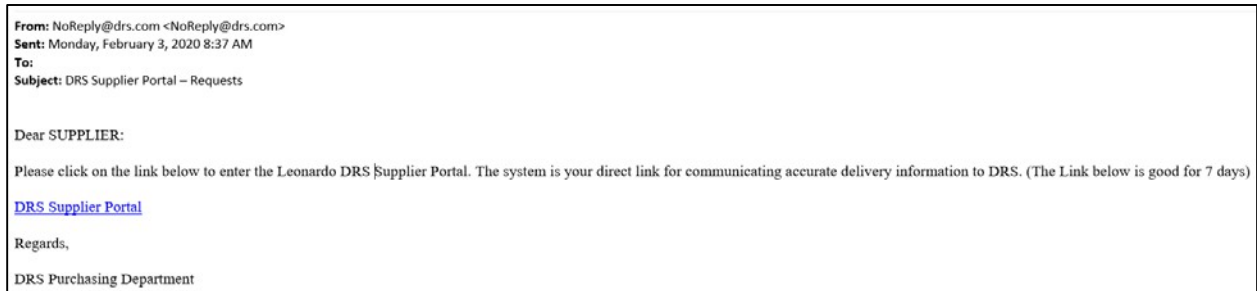 From: NoReply@drs.com <NoReply@drs.com>
Sent: Monday, February 3, 2020 8:37 AM
To:
Subject: DRS Supplier Portal – Requests
Dear SUPPLIER:
Please click on the link below to enter the Leonardo DRS Supplier Portal. The system is your direct link for communicating accurate delivery information to DRS. (The Link below is good for 7 days)
DRS Supplier Portal
Regards,
DRS Purchasing Department